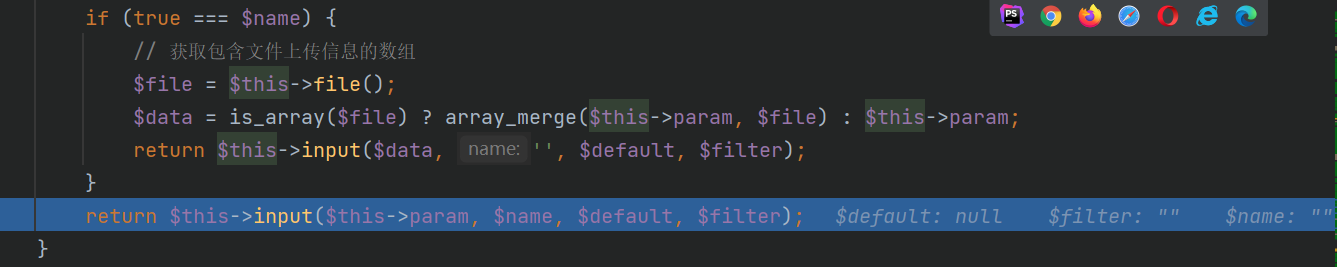 if (true === $name) {
PS
// 获取包含文件上传信息的数组
$file = $this->file();
$data = is_array($file) ? array_merge($this->param, $file) : $this->param;
return $this->input($data, name: '', $default, $filter);
}
return $this->input($this->param, $name, $default, $filter); $default: null $filter: "" $name: ""
}